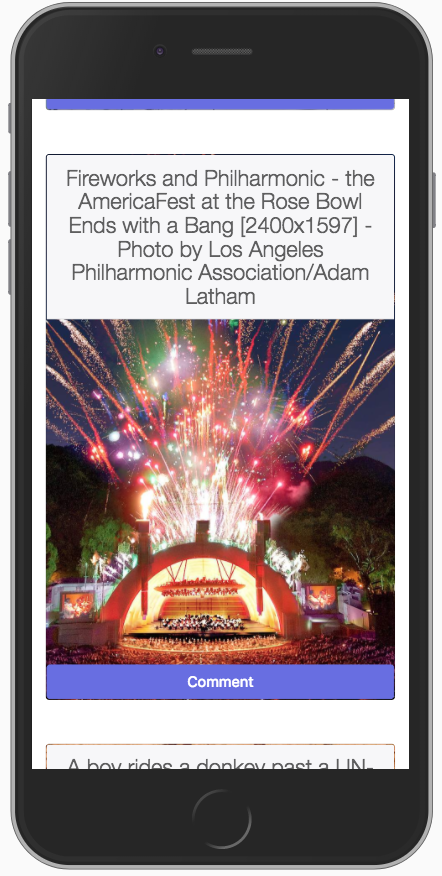 Fireworks and Philharmonic - the
AmericaFest at the Rose Bowl
Ends with a Bang [2400x1597] -
Photo by Los Angeles
Philharmonic Association/Adam
Latham
Comment
A boy rides a donkey past a UN-